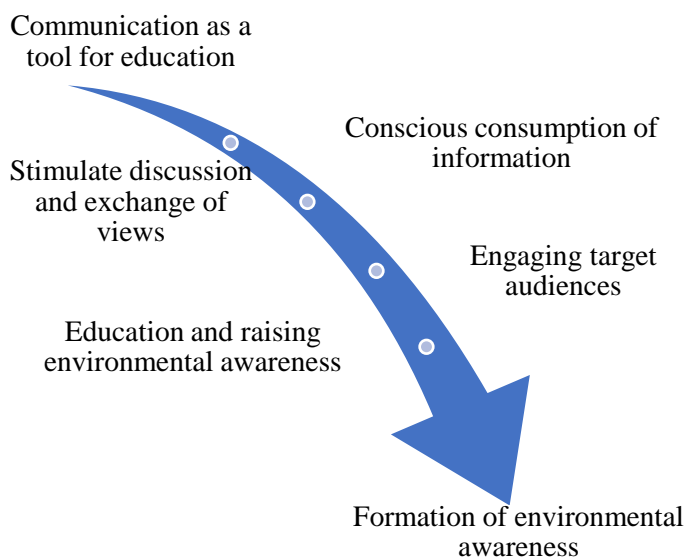 Communication as a
tool for education
Conscious consumption of
information
Stimulate discussion
and exchange of
views
Engaging target
audiences
Education and raising
environmental awareness
Formation of environmental
awareness